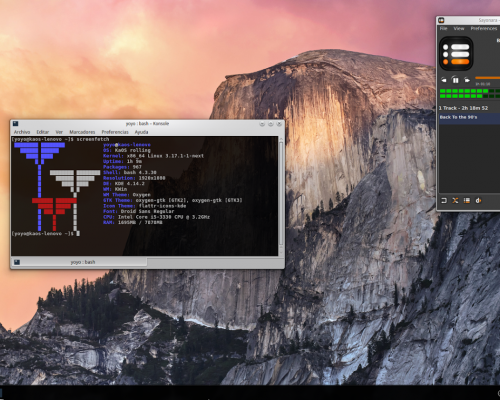 yoyo : bash – Konsole
Archivo Editar Ver Marcadores Preferencias Ayuda
[yoyo@kaos-lenovo ~]$ screenfetch
yoyo@kaos-lenovo
OS: KaOS rolling
Kernel: x86_64 Linux 3.17.1-1-next
Uptime: 1h 9m
Packages: 967
Shell: bash 4.3.30
Resolution: 1920x1080
DE: KDE 4.14.2
WM: KWin
WM Theme: Oxygen
GTK Theme: oxygen-gtk [GTK2], oxygen-gtk [GTK3]
Icon Theme: flattr-icons-kde
Font: Droid Sans Regular
CPU: Intel Core i5-3330 CPU @ 3.2GHz
RAM: 1695MB / 7870MB
[yoyo@kaos-lenovo ~]$
yoyo : bash
Sayonara
File View Preferences
1 Track - 2h 18m 52
Back To the 90's